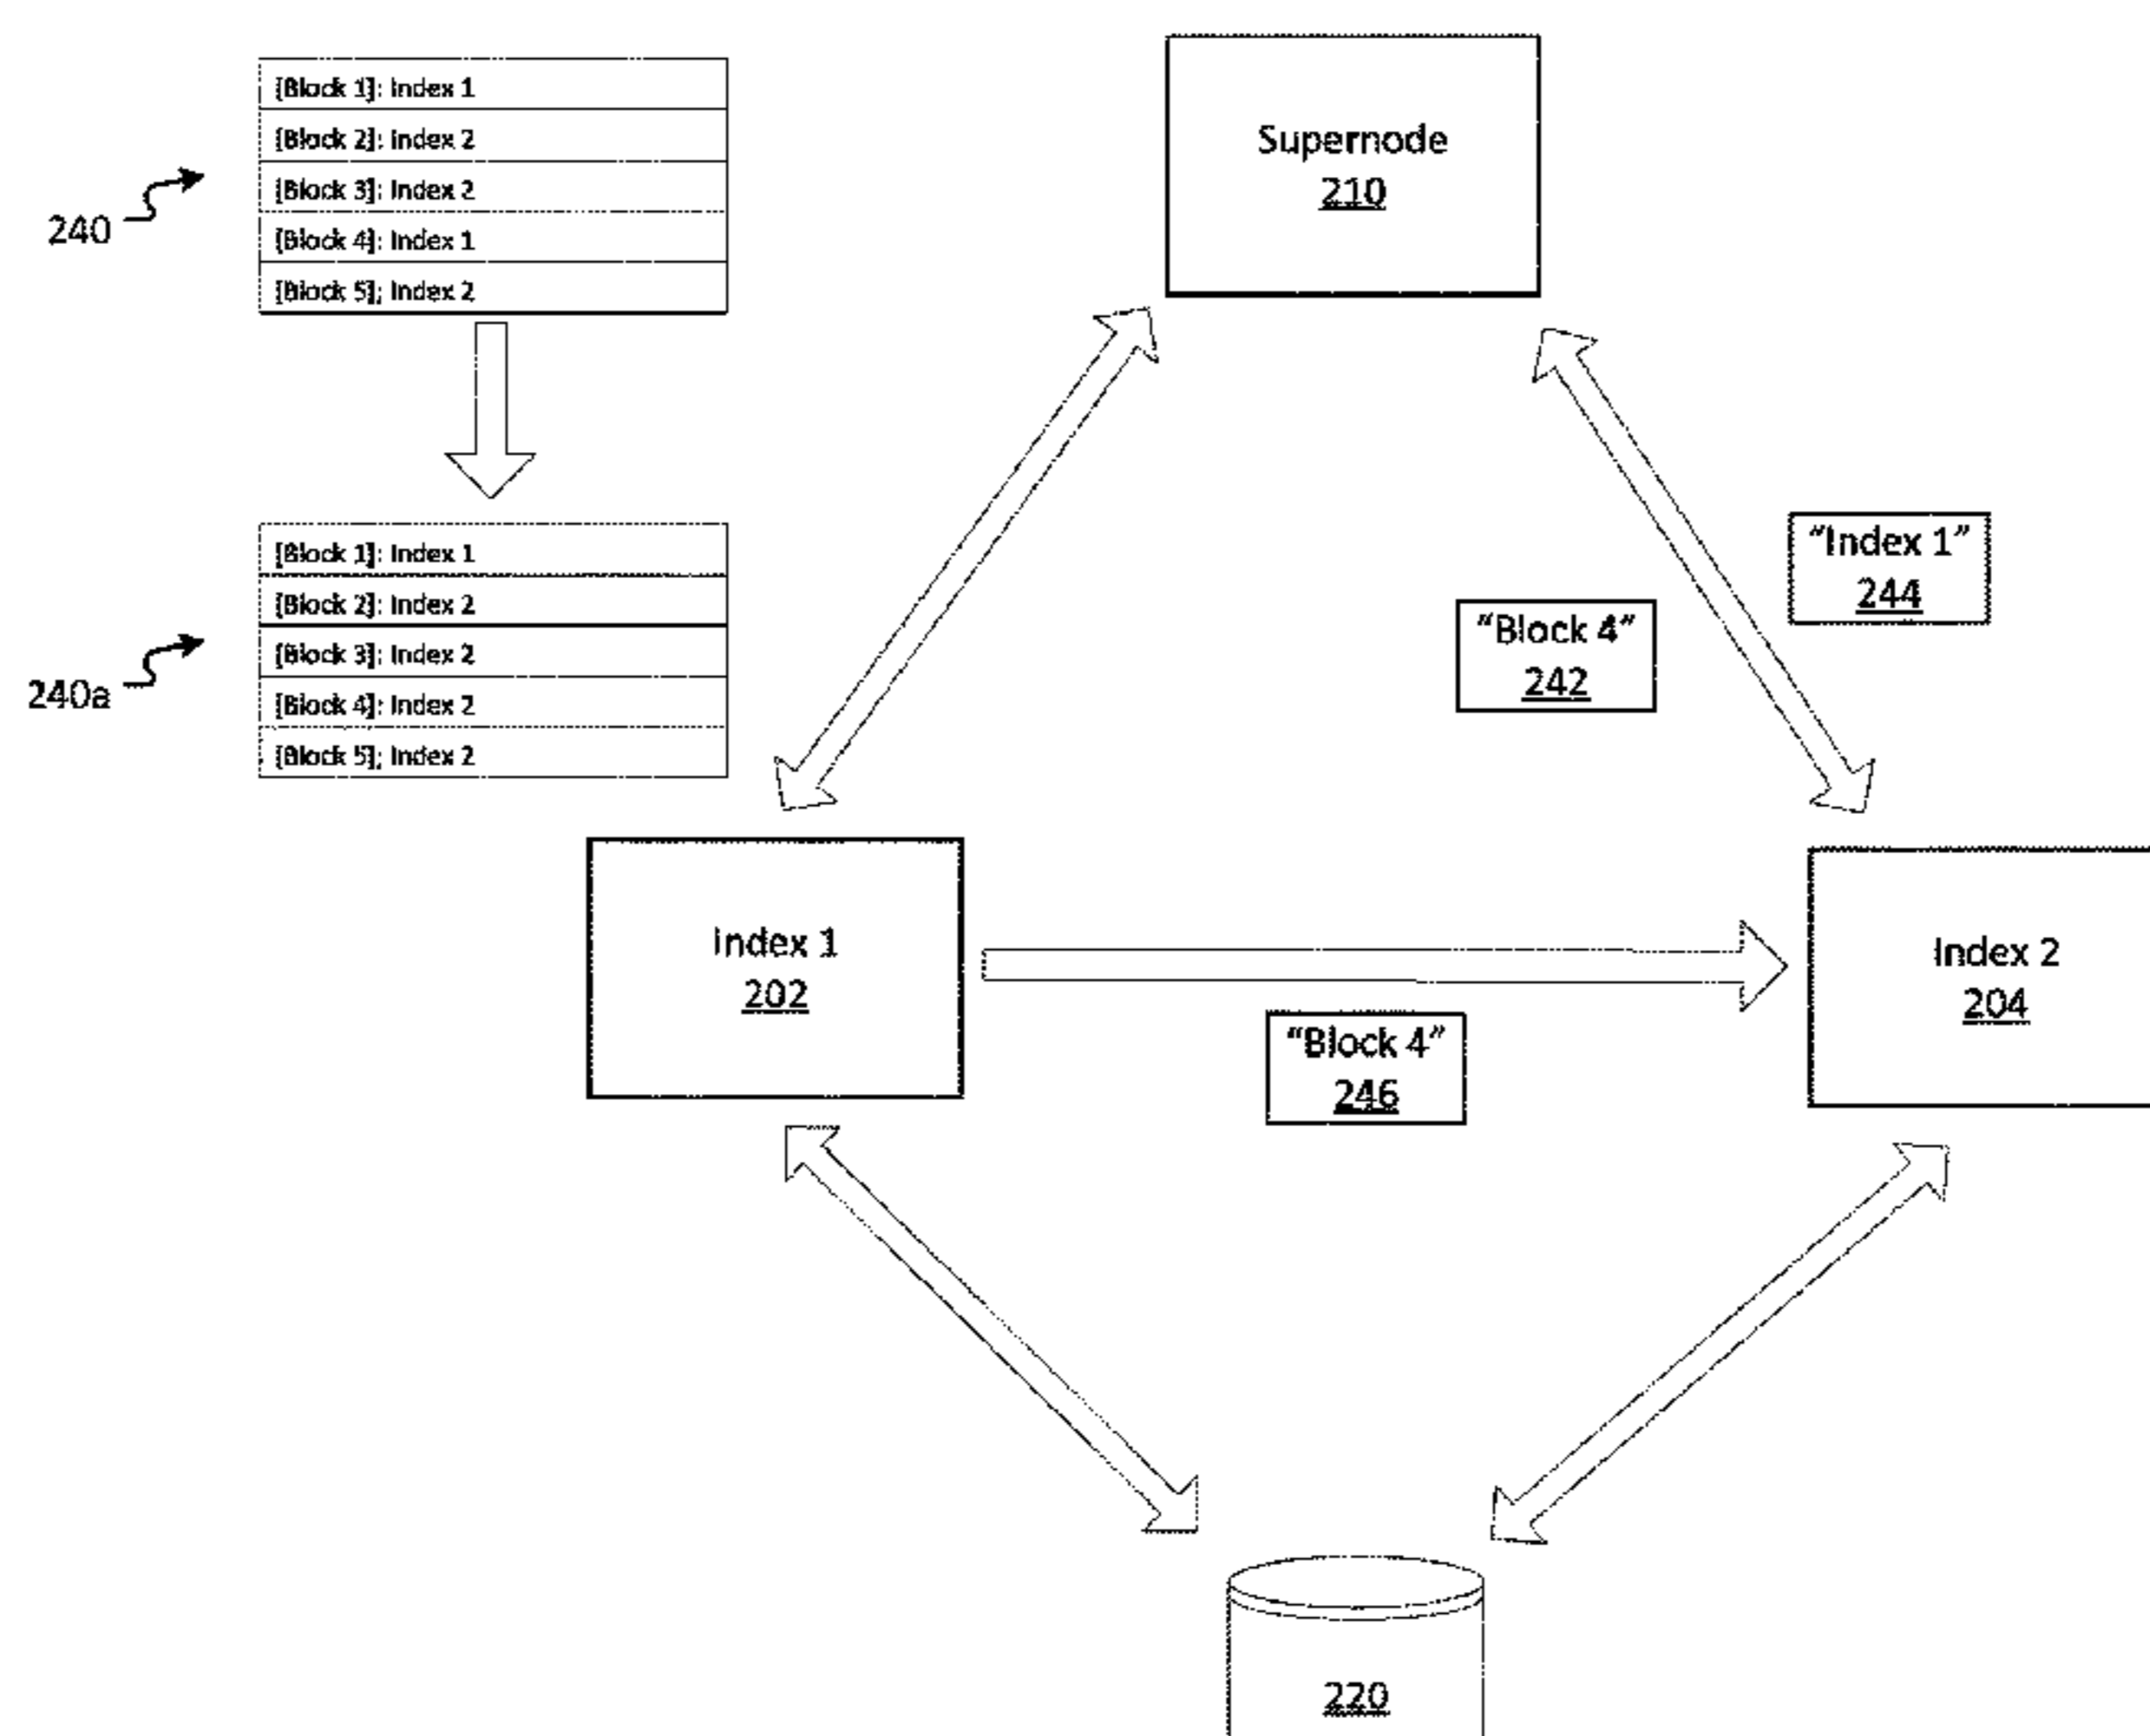 [Block 1]: Index 1
[Block 2]: Index 2
[Block 3]: Index 2
[Block 4]: Index 1
[Block 5]; Index 2
240
[Block 1]: Index 1
[Block 2]: Index 2
[Block 3]: Index 2
[Block 4]: Index 2
[Block 5]; Index 2
240a
Supernode
210
"Index 1"
244
"Block 4"
242
Index 1
202
"Block 4"
246
Index 2
204
220